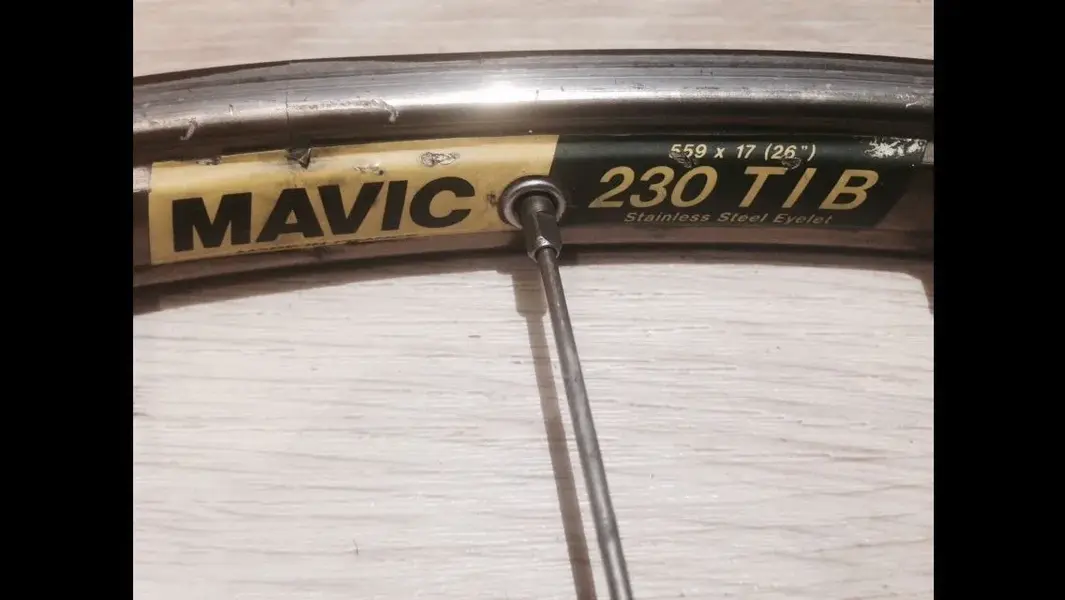 MAVIC
559 x 17 (26")
230 TIB
Stainless Steel Eyelet